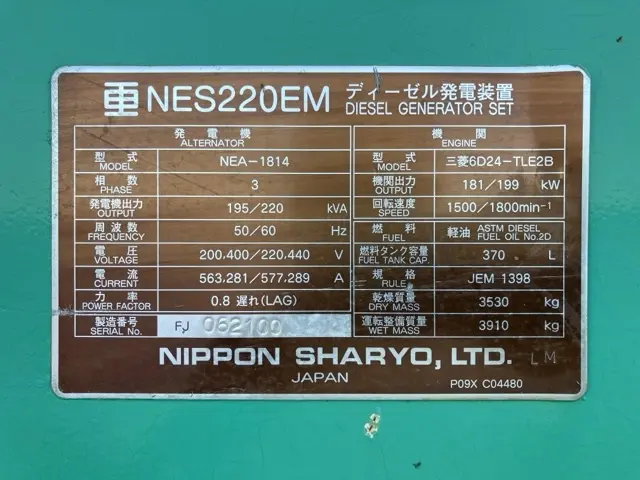 NES220EM ディーゼル発電装置
DIESEL GENERATOR SET
発電機
ALTERNATOR
型式 MODEL NEA-1814
相数 PHASE 3
発電機出力 OUTPUT 195/220 kVA
周波数 FREQUENCY 50/60 Hz
電圧 VOLTAGE 200.400/220.440 V
電流 CURRENT 563.281/577.289 A
力率 POWER FACTOR 0.8 遅れ(LAG)
製造番号 SERIAL No. FJ 062100
機関
ENGINE
型式 MODEL 三菱6D24-TLE2B
機関出力 OUTPUT 181/199 kW
回転速度 SPEED 1500/1800min-1
燃料 FUEL 軽油 ASTM DIESEL FUEL OIL No.2D
燃料タンク容量 FUEL TANK CAP. 370 L
規格 RULE JEM 1398
乾燥質量 DRY MASS 3530 kg
運転整備質量 WET MASS 3910 kg
NIPPON SHARYO, LTD. LM
JAPAN
P09X C04480